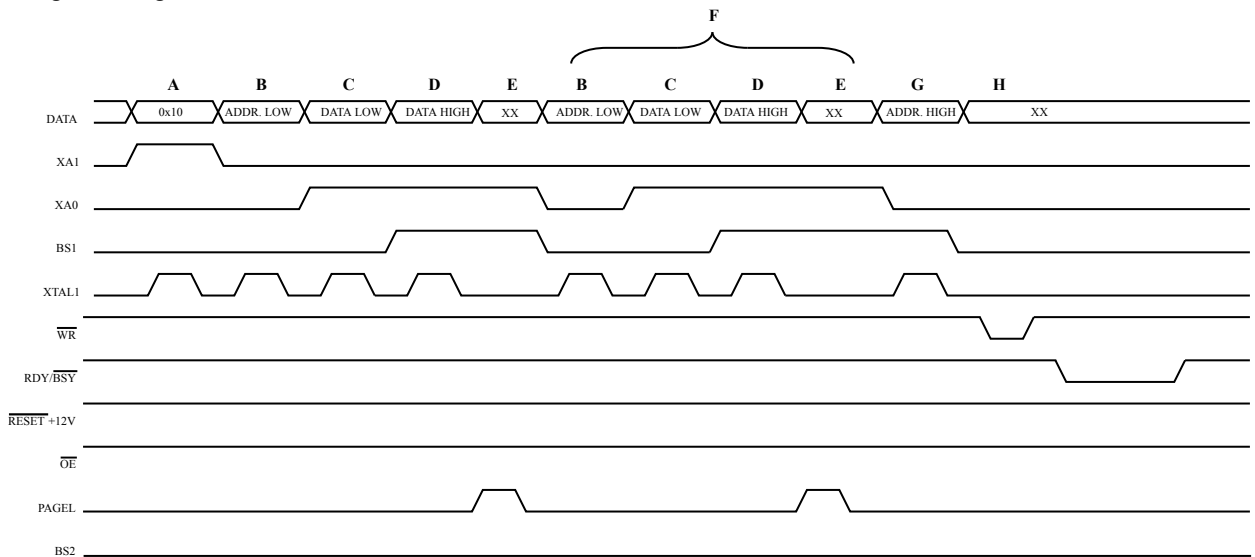 F
A B C D E B C D E G H
DATA 0x10 ADDR. LOW DATA LOW DATA HIGH XX ADDR. LOW DATA LOW DATA HIGH XX ADDR. HIGH XX
XA1
XA0
BS1
XTAL1
WR
RDY/BSY
RESET +12V
OE
PAGEL
BS2